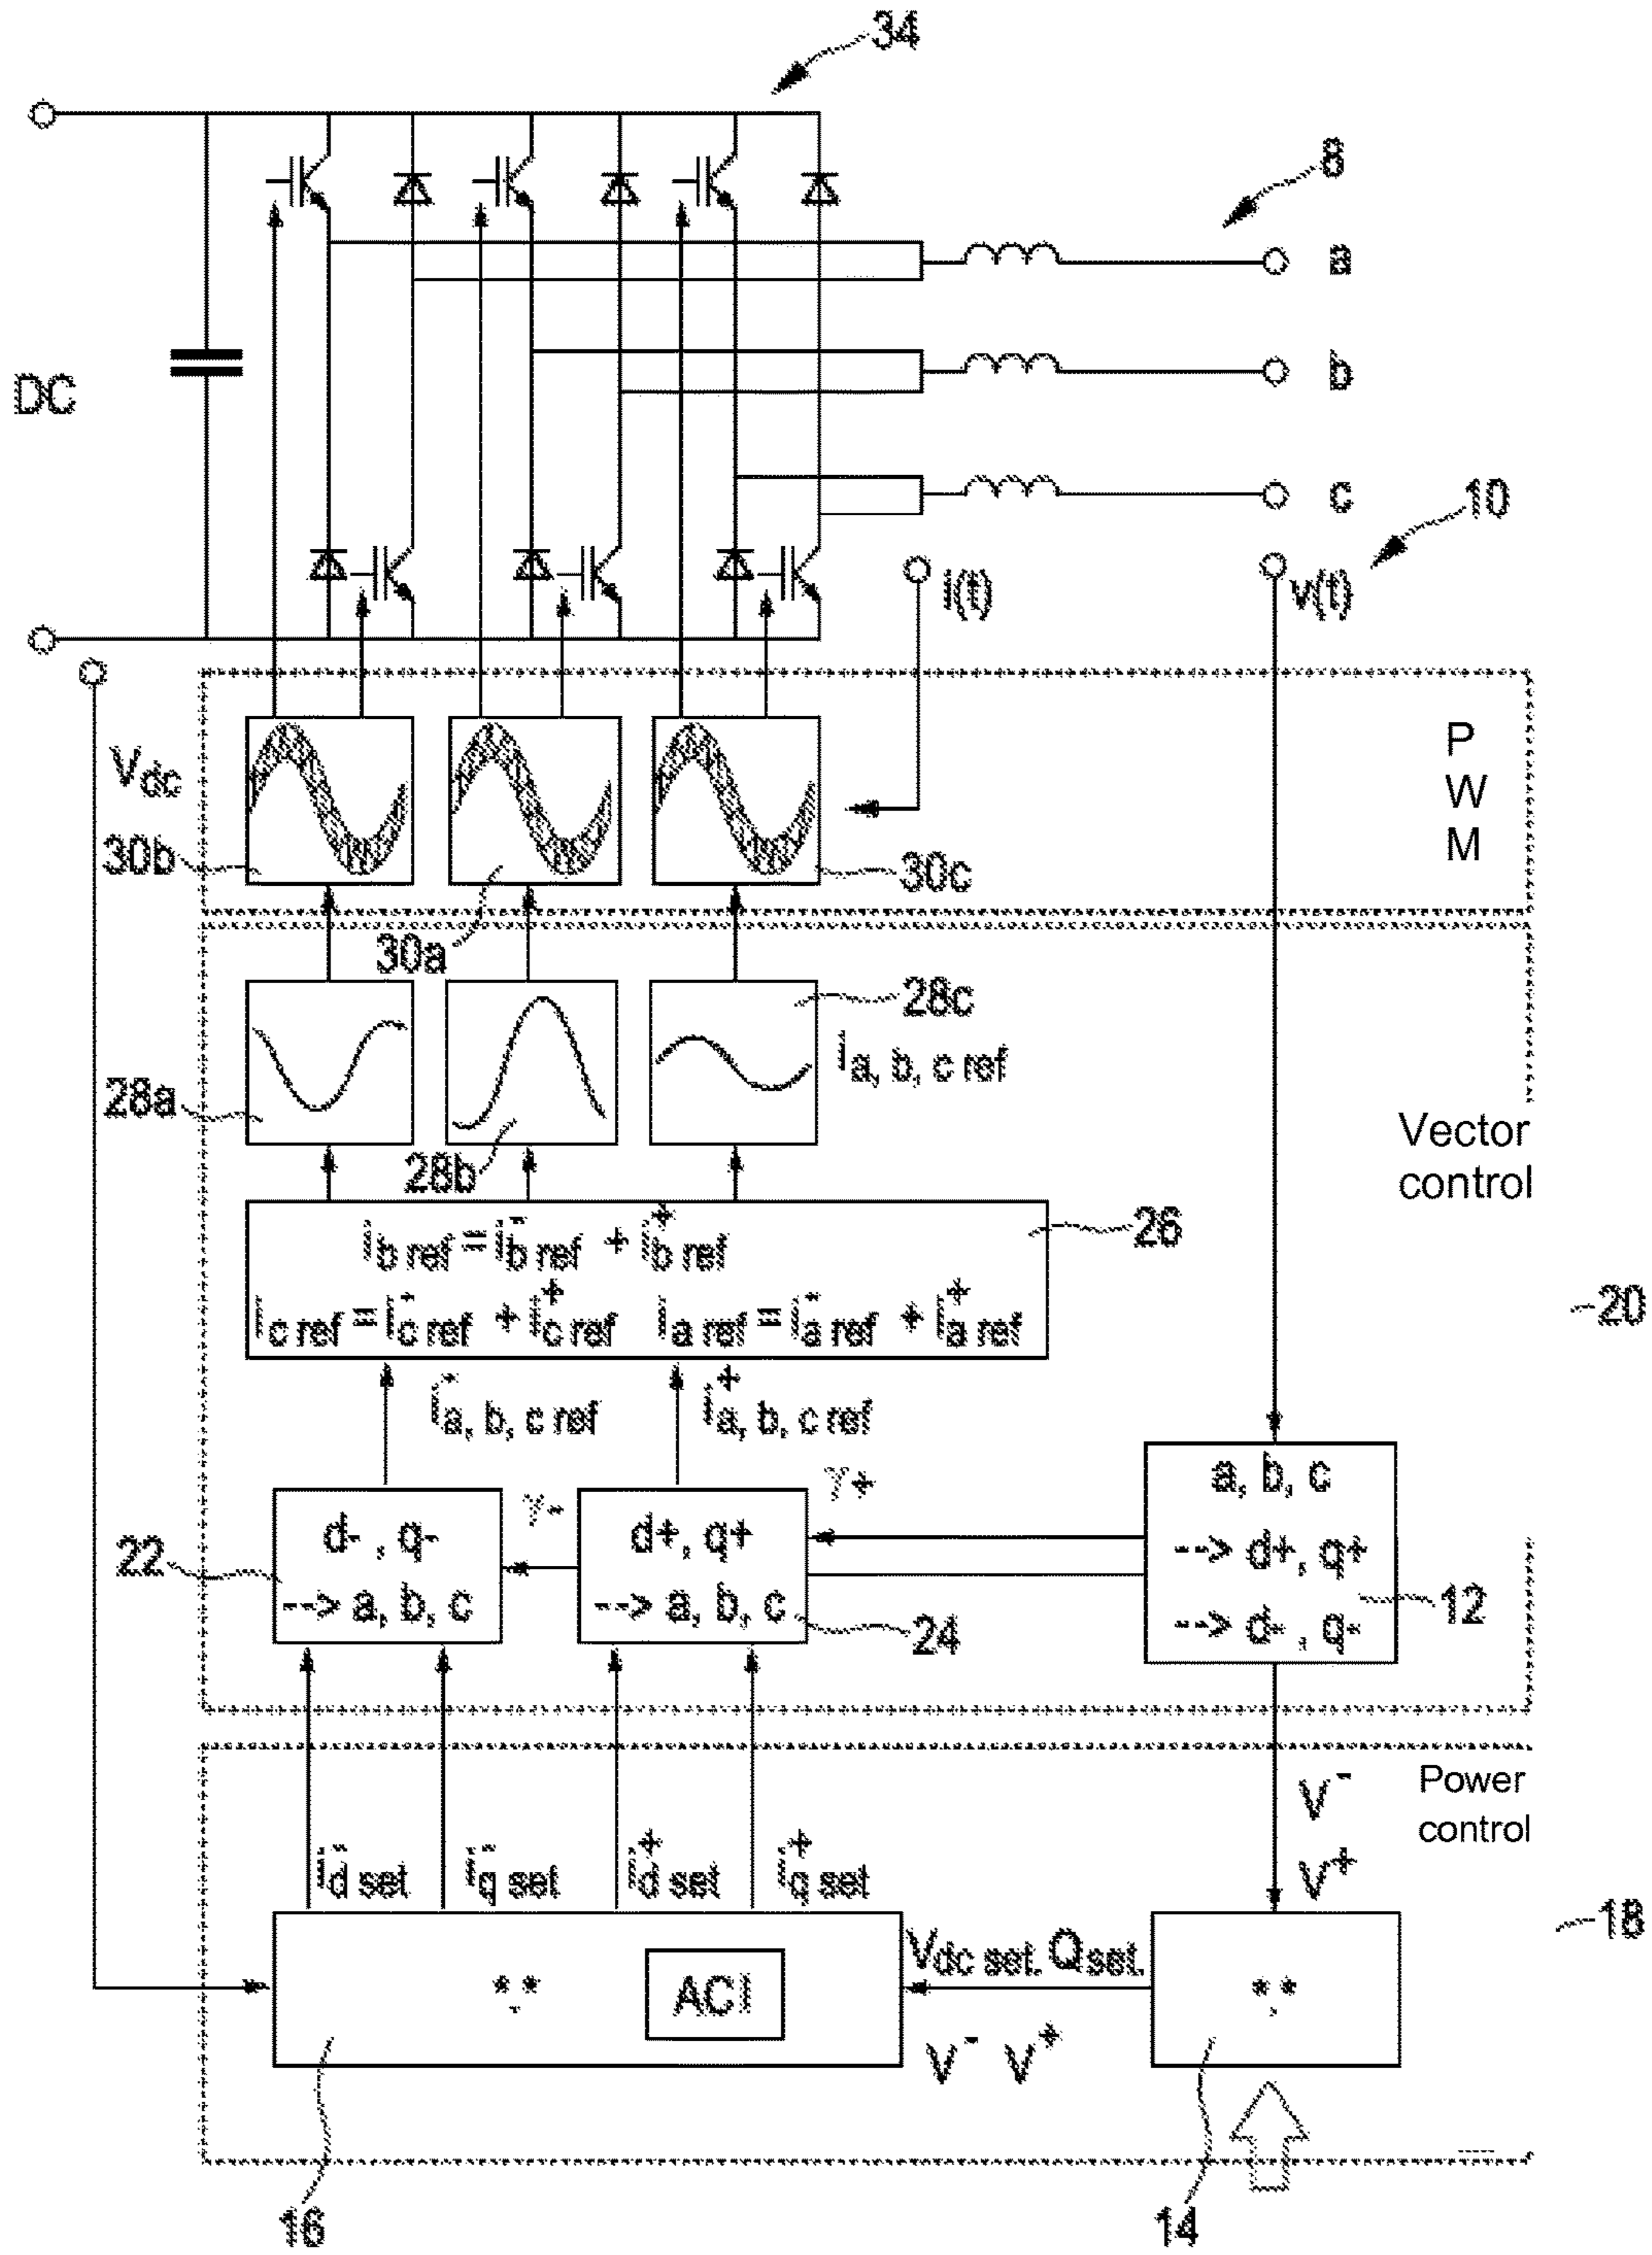 34
8
a
DC
b
c
10
i(t)
v(t)
P
W
M
Vdc
30b
30c
30a
28c
ia, b, c ref
28a
28b
Vector
control
ib ref = i-b ref + i+b ref
26
ic ref = i-c ref + i+c ref ia ref = i-a ref + i+a ref
20
i-a, b, c ref
i+a, b, c ref
γ-
γ+
a, b, c
--> d+, q+
--> d-, q-
d-, q-
--> a, b, c
d+, q+
--> a, b, c
22
24
12
Power
control
V-
V+
i-d set
i-q set
i+d set
i+q set
18
Vdc set. Qset.
*,*
ACI
*,*
V- V+
16
14